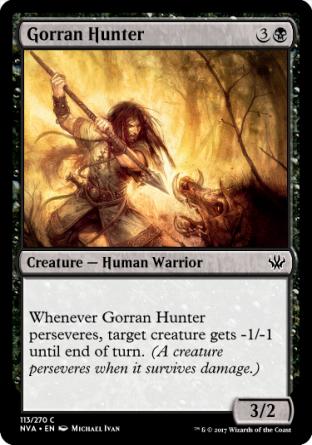 Gorran Hunter 3
Creature — Human Warrior
Whenever Gorran Hunter
perseveres, target creature gets -1/-1
until end of turn. (A creature
perseveres when it survives damage.)
3/2
113/270 C
NVA • EN Michael Ivan
™ & © 2017 Wizards of the Coast